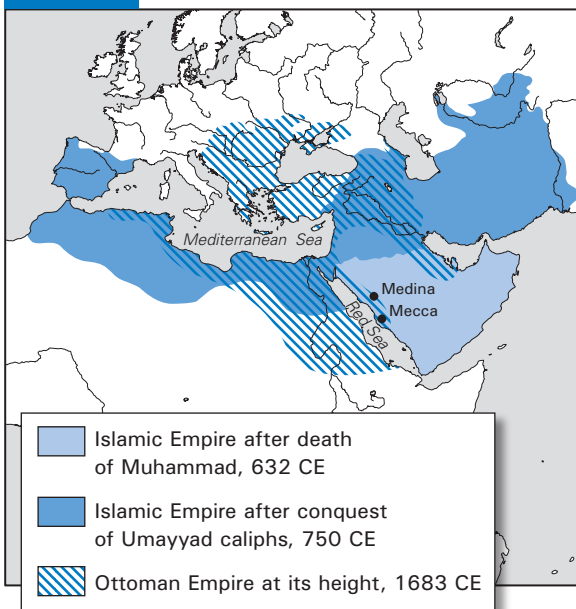 Mediterranean Sea
Medina
Mecca
Red Sea
Islamic Empire after death
of Muhammad, 632 CE
Islamic Empire after conquest
of Umayyad caliphs, 750 CE
Ottoman Empire at its height, 1683 CE